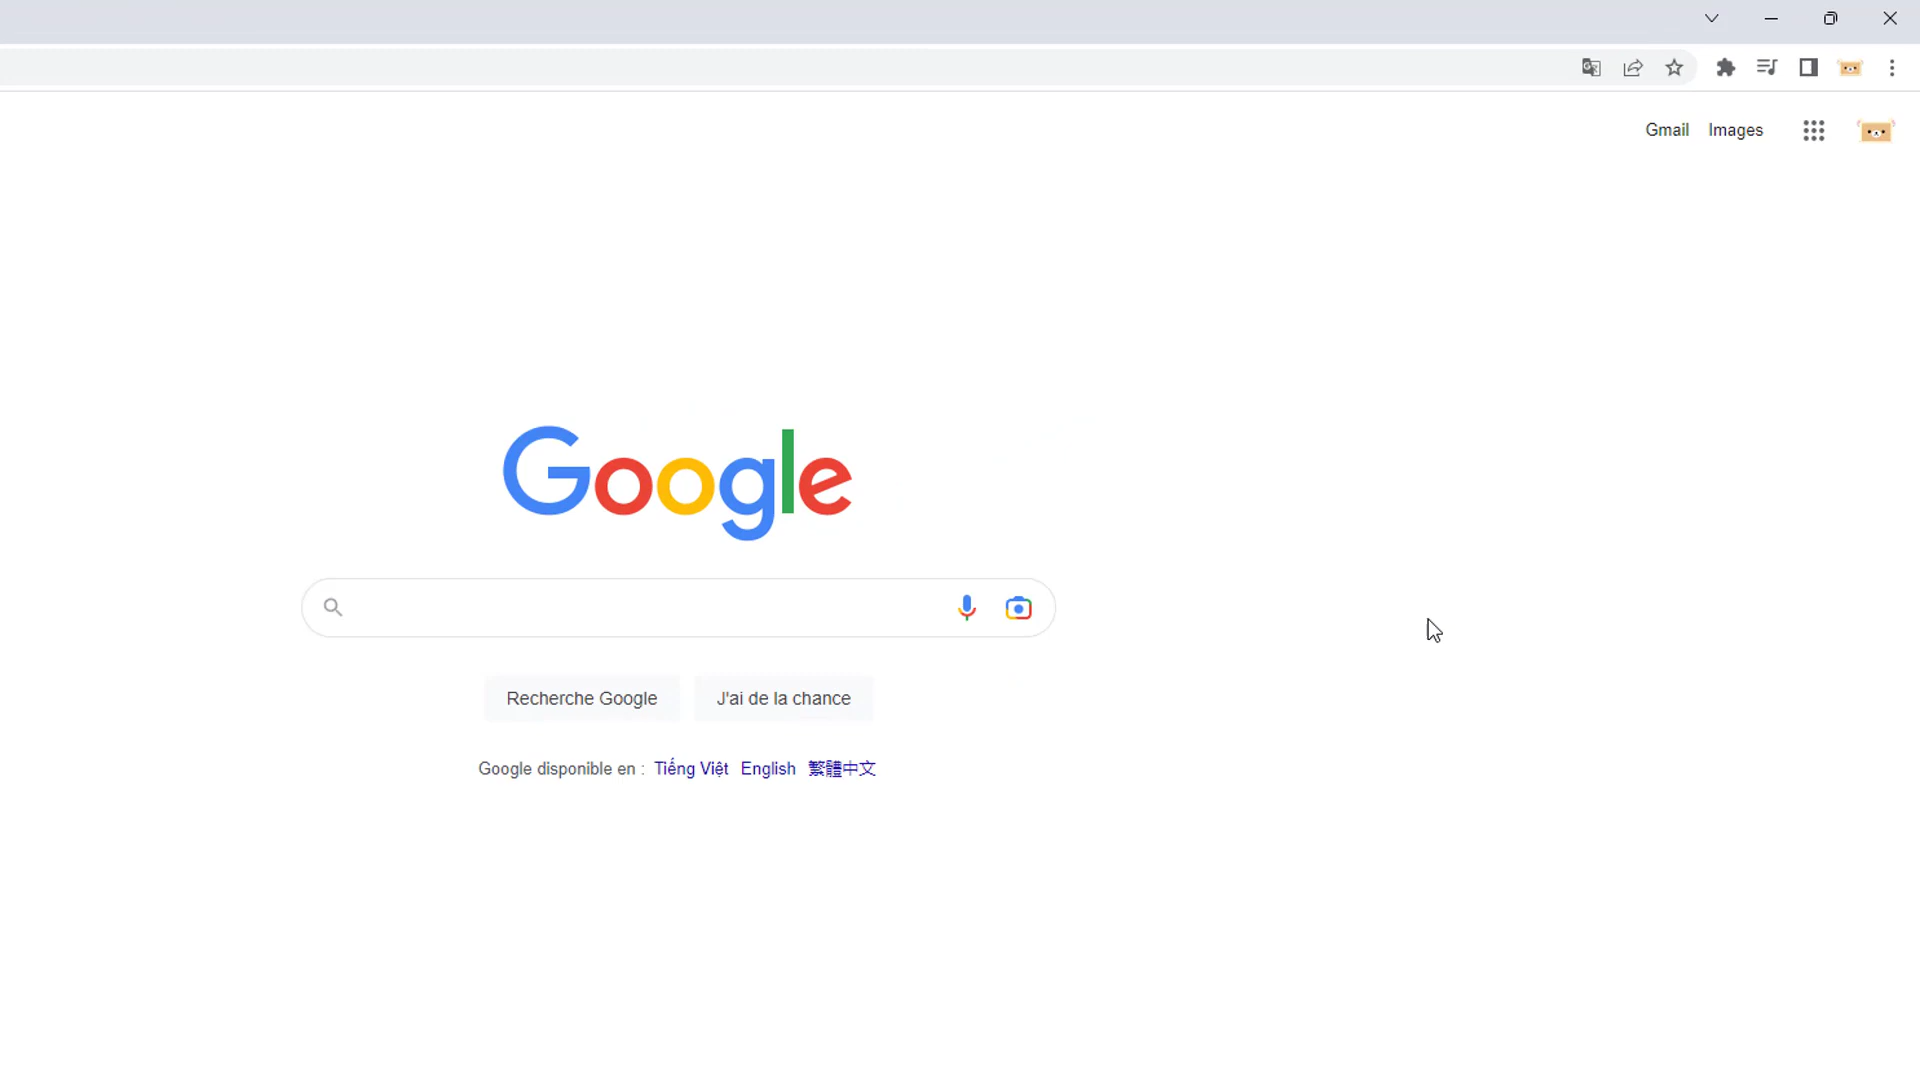 Gmail Images
Google
Recherche Google J'ai de la chance
Google disponible en : Tiếng Việt English 繁體中文